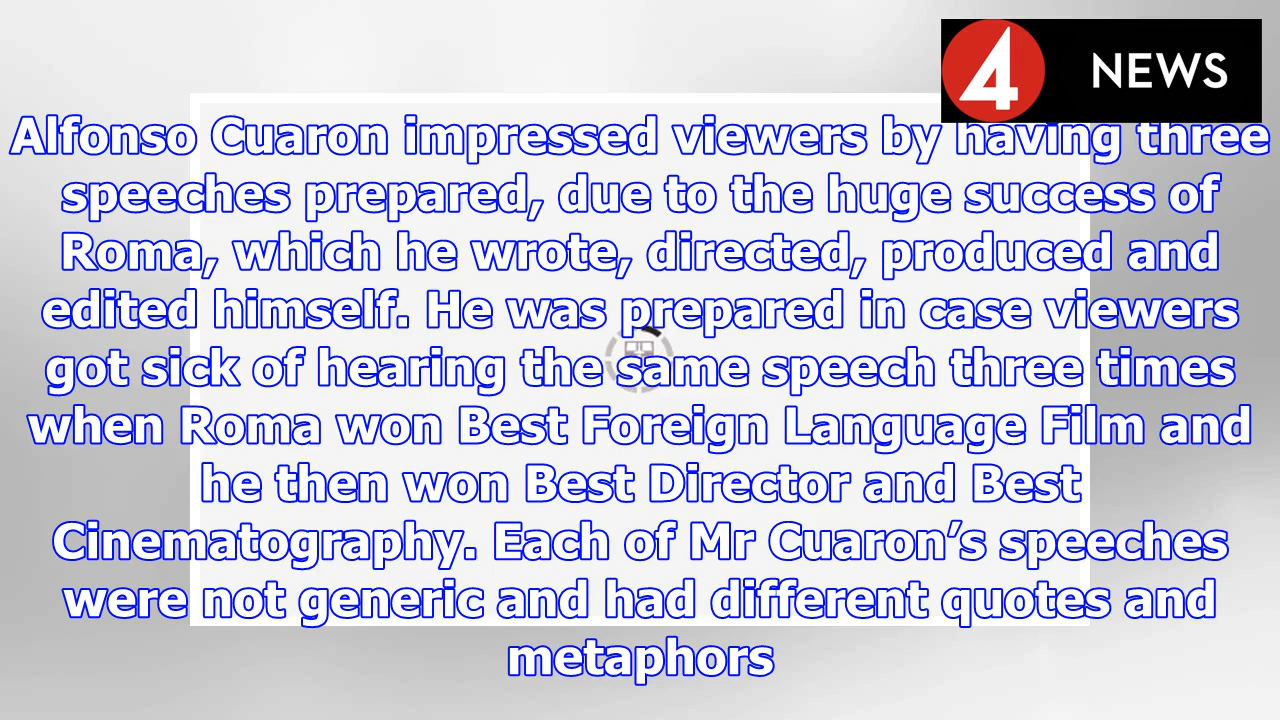 4 NEWS
Alfonso Cuaron impressed viewers by having three
speeches prepared, due to the huge success of
Roma, which he wrote, directed, produced and
edited himself. He was prepared in case viewers
got sick of hearing the same speech three times
when Roma won Best Foreign Language Film and
he then won Best Director and Best
Cinematography. Each of Mr Cuaron’s speeches
were not generic and had different quotes and
metaphors